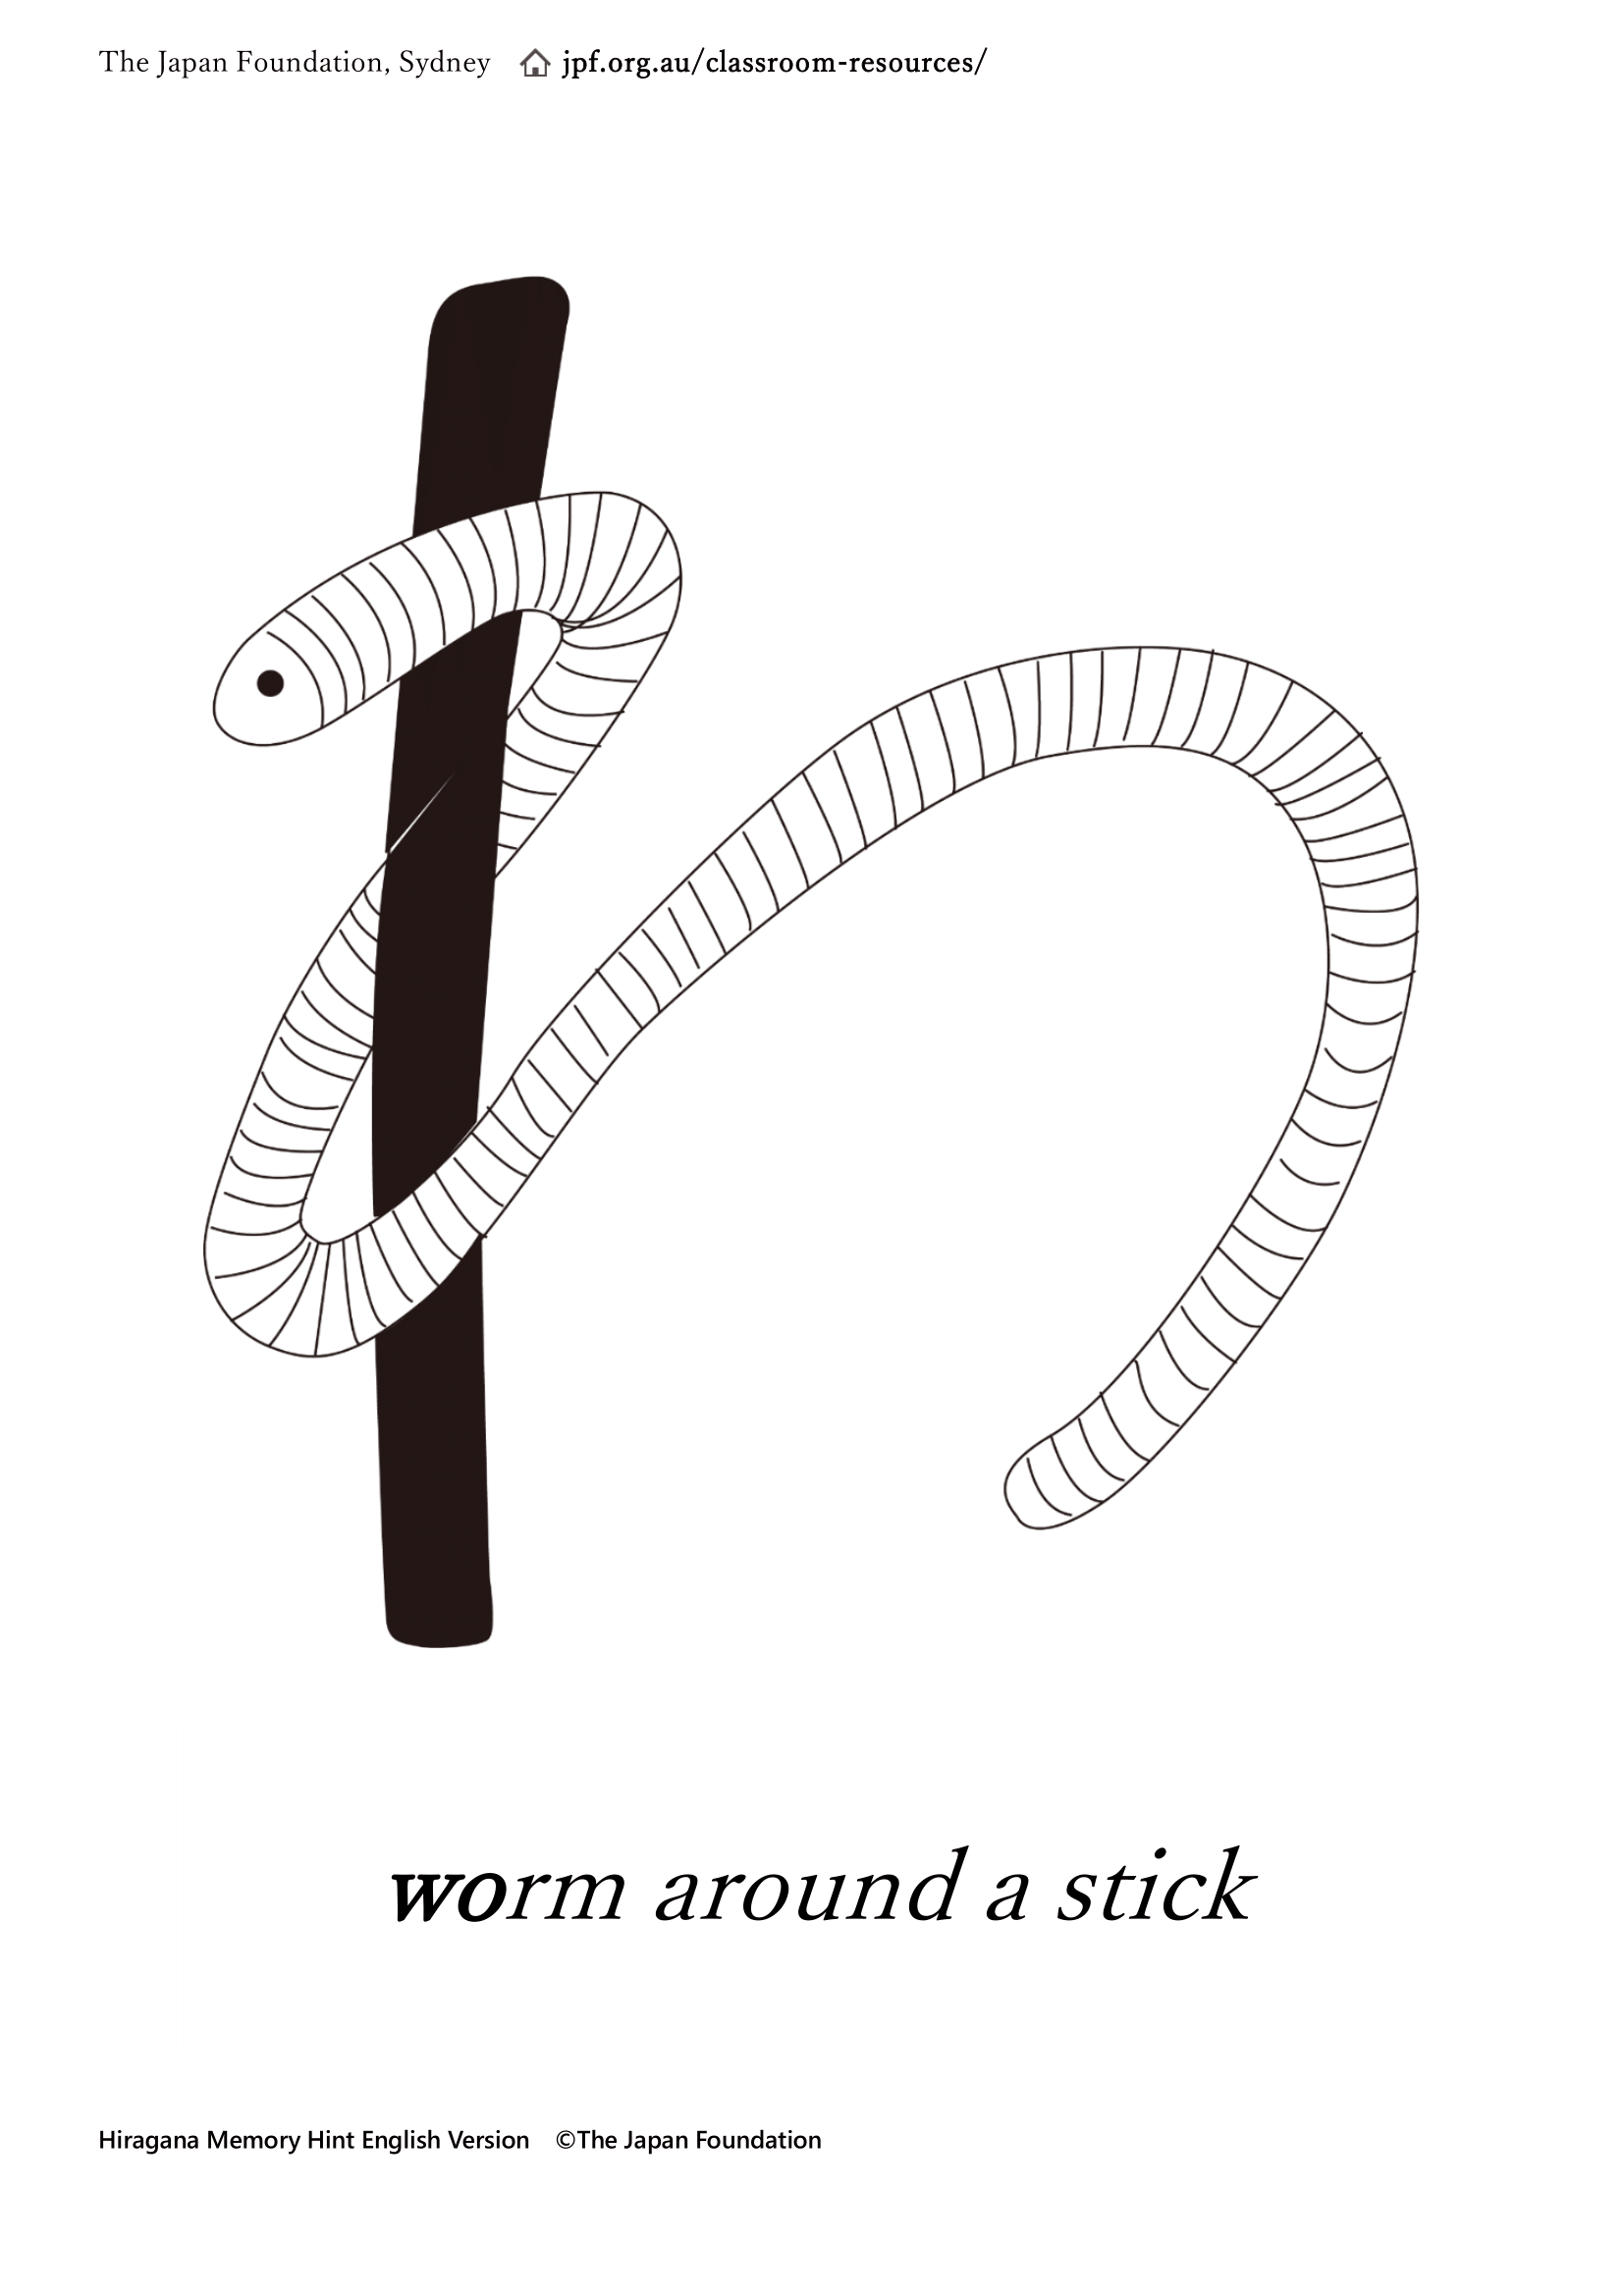 The Japan Foundation, Sydney jpf.org.au/classroom-resources/
worm around a stick
Hiragana Memory Hint English Version ©The Japan Foundation